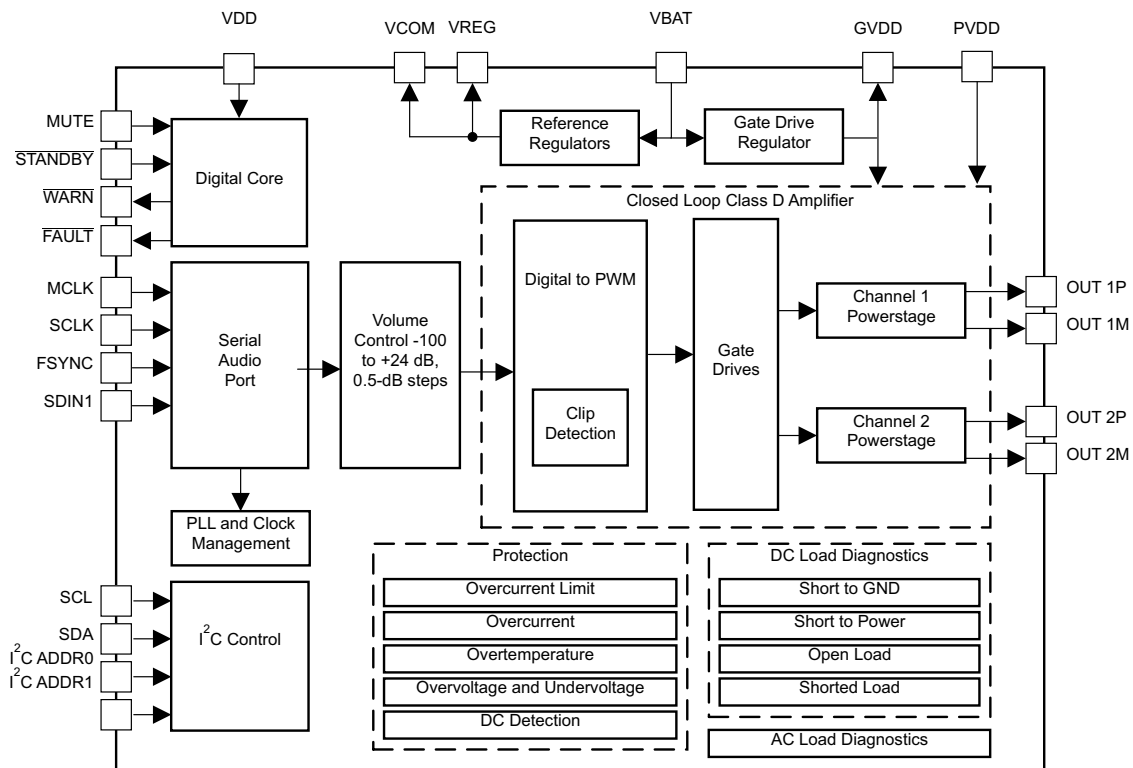 VDD
VCOM
VREG
VBAT
GVDD
PVDD
MUTE
STANDBY
WARN
FAULT
Digital Core
Reference
Regulators
Gate Drive
Regulator
Closed Loop Class D Amplifier
MCLK
SCLK
FSYNC
SDIN1
Serial
Audio
Port
Volume
Control -100
to +24 dB,
0.5-dB steps
Digital to PWM
Clip
Detection
Gate
Drives
Channel 1
Powerstage
Channel 2
Powerstage
OUT 1P
OUT 1M
OUT 2P
OUT 2M
PLL and Clock
Management
SCL
SDA
I²C ADDR0
I²C ADDR1
I²C Control
Protection
Overcurrent Limit
Overcurrent
Overtemperature
Overvoltage and Undervoltage
DC Detection
DC Load Diagnostics
Short to GND
Short to Power
Open Load
Shorted Load
AC Load Diagnostics